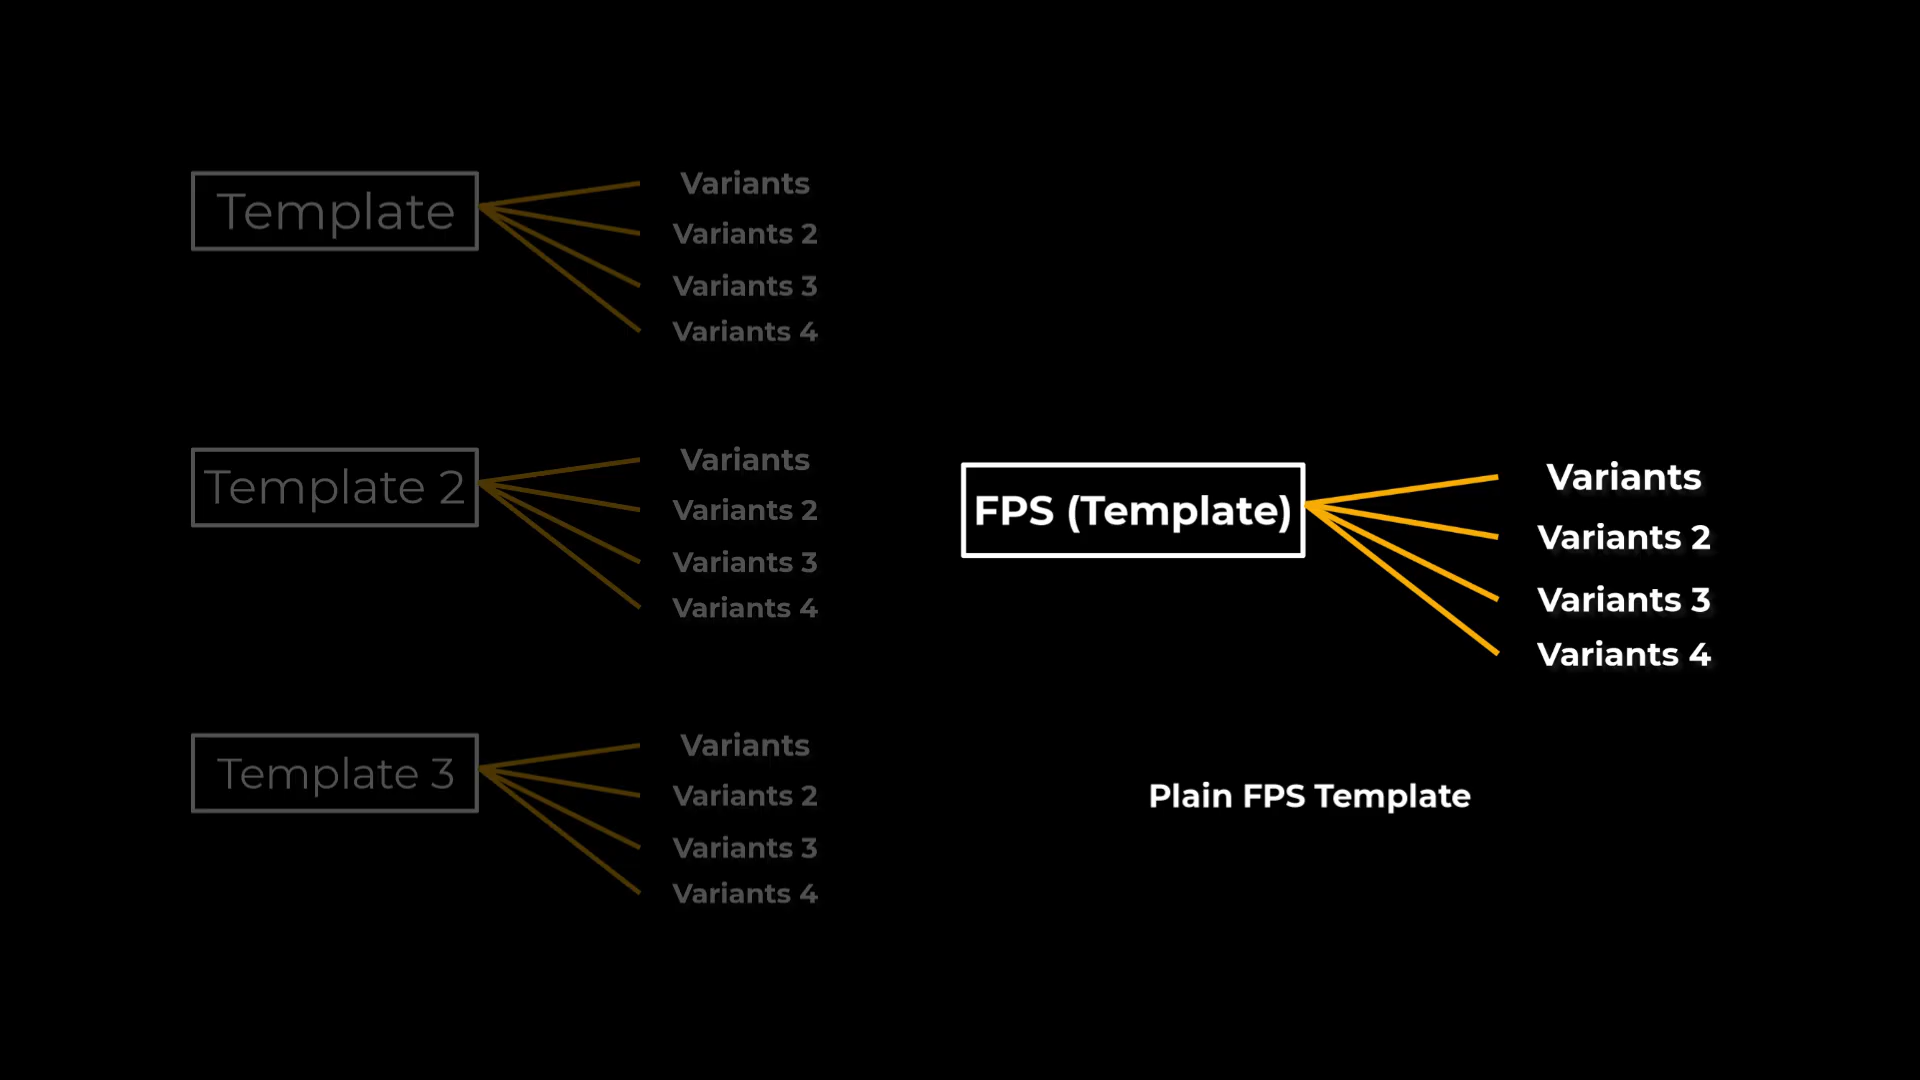 Template
Variants
Variants 2
Variants 3
Variants 4
Template 2
Variants
Variants 2
Variants 3
Variants 4
Template 3
Variants
Variants 2
Variants 3
Variants 4
FPS (Template)
Variants
Variants 2
Variants 3
Variants 4
Plain FPS Template